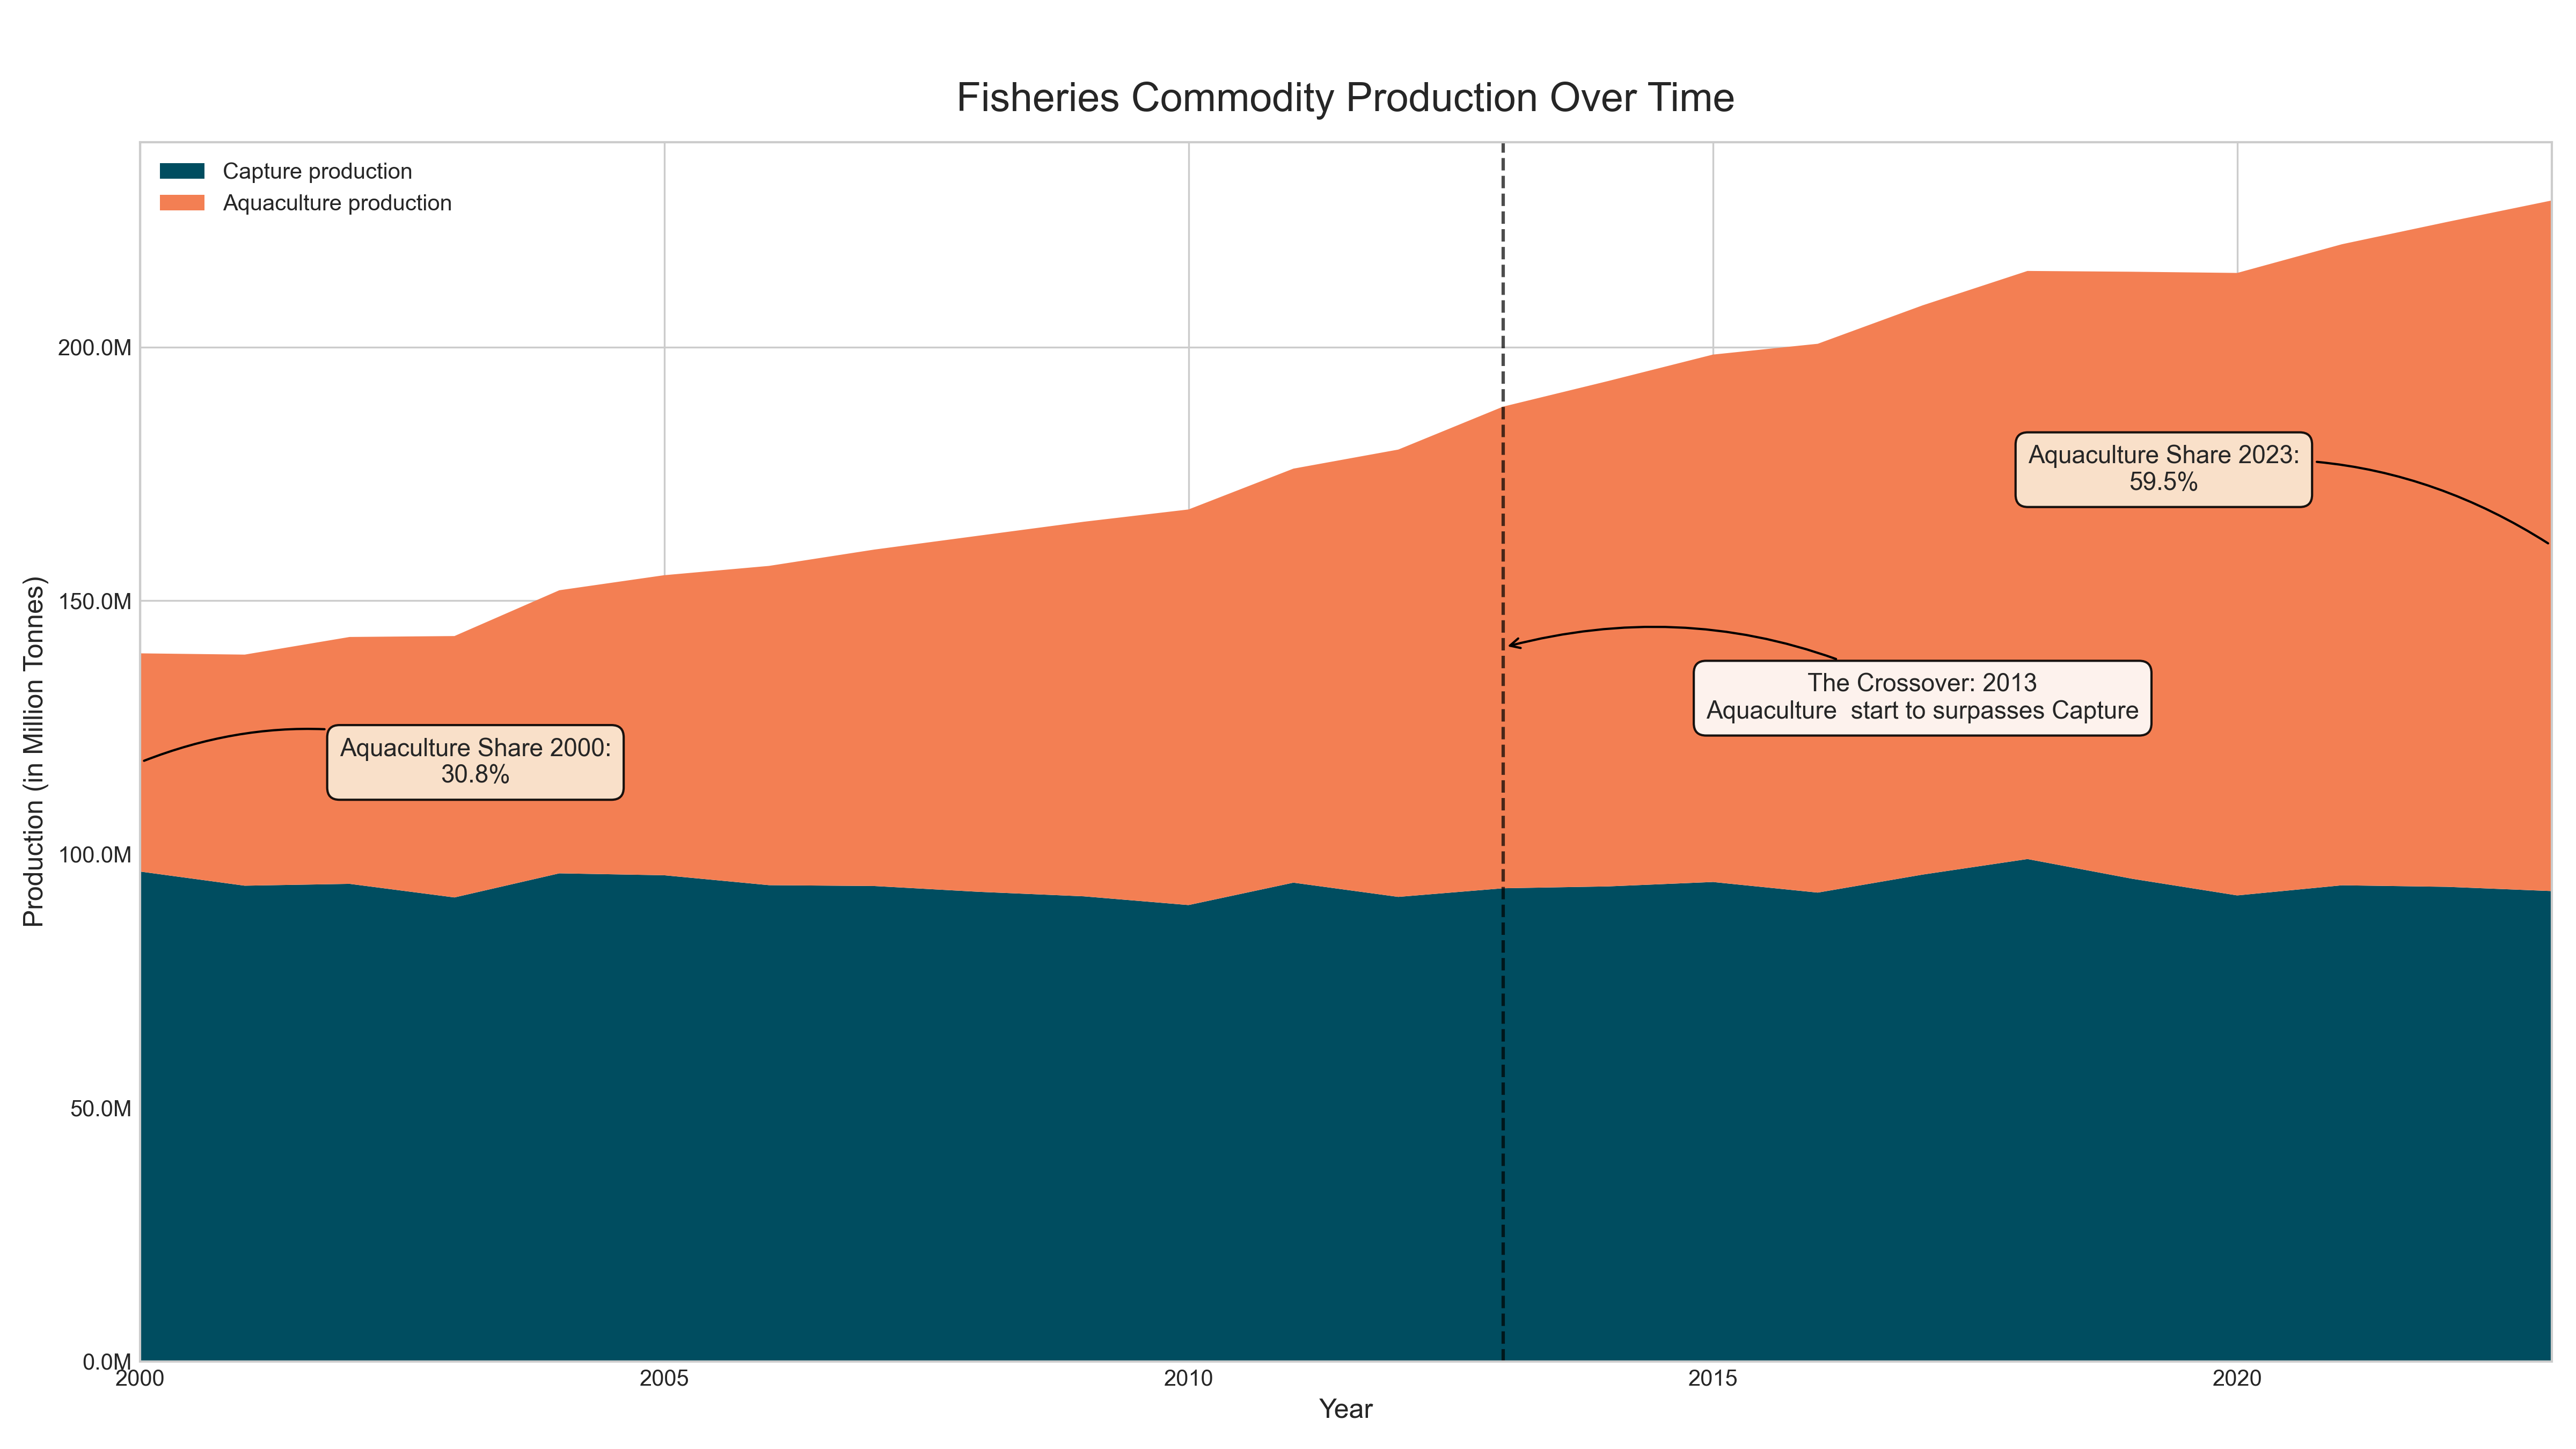 Fisheries Commodity Production Over Time
Capture production
Aquaculture production
Production (in Million Tonnes)
200.0M
150.0M
100.0M
50.0M
0.0M
Aquaculture Share 2023:
59.5%
The Crossover: 2013
Aquaculture  start to surpasses Capture
Aquaculture Share 2000:
30.8%
2000
2005
2010
2015
2020
Year